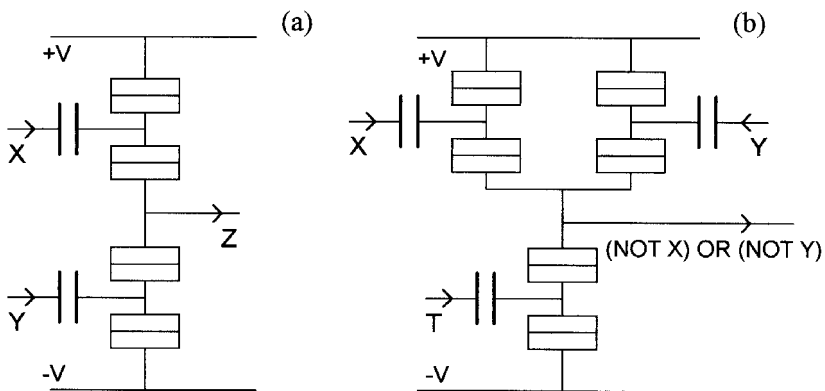 (a)
+V
X
Z
Y
-V
(b)
+V
X
Y
(NOT X) OR (NOT Y)
T
-V